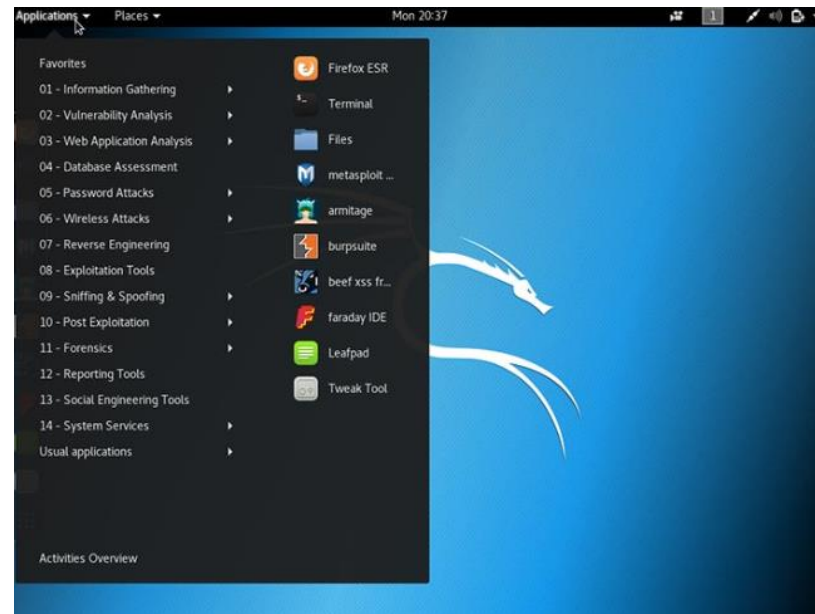 Applications Places Mon 20:37 1
Favorites
01 - Information Gathering
02 - Vulnerability Analysis
03 - Web Application Analysis
04 - Database Assessment
05 - Password Attacks
06 - Wireless Attacks
07 - Reverse Engineering
08 - Exploitation Tools
09 - Sniffing & Spoofing
10 - Post Exploitation
11 - Forensics
12 - Reporting Tools
13 - Social Engineering Tools
14 - System Services
Usual applications
Activities Overview
Firefox ESR
Terminal
Files
metasploit ...
armitage
burpsuite
beef xss fr...
faraday IDE
Leafpad
Tweak Tool